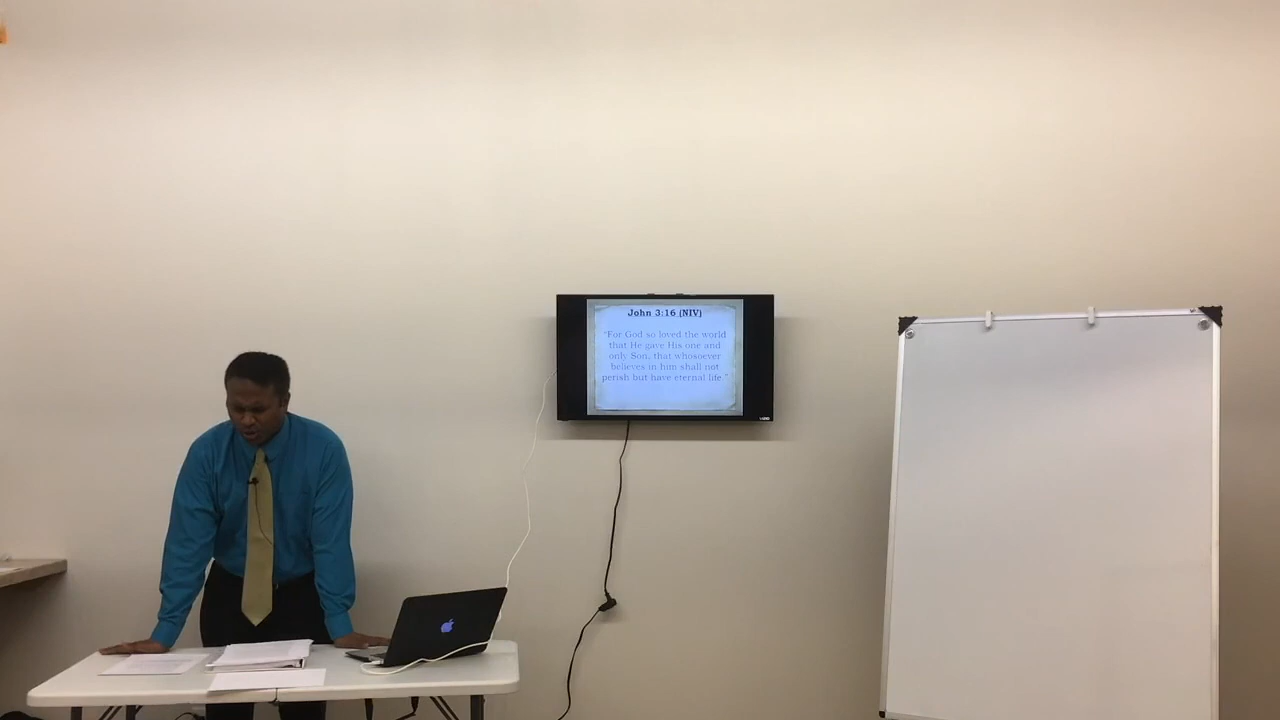 John 3:16 (NIV)
"For God so loved the world
that He gave His one and
only Son, that whosoever
believes in him shall not
perish but have eternal life."